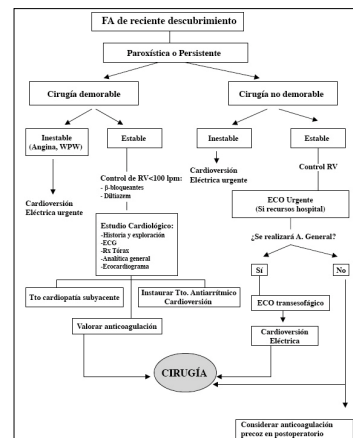 FA de reciente descubrimiento
Paroxística o Persistente
Cirugía demorable
Cirugía no demorable
Inestable
(Angina, WPW)
Estable
Inestable
Estable
Cardioversión
Eléctrica urgente
Control de RV<100 lpm:
- β-bloqueantes
- Diltiazem
Cardioversión
Eléctrica urgente
Control RV
ECO Urgente
(Si recursos hospital)
Estudio Cardiológico:
-Historia y exploración
-ECG
-Rx Tórax
-Analítica general
-Ecocardiograma
¿Se realizará A. General?
Sí
No
Tto cardiopatía subyacente
Instaurar Tto. Antiarrítmico
Cardioversión
ECO transesofágico
Valorar anticoagulación
Cardioversión
Eléctrica
CIRUGÍA
Considerar anticoagulación
precoz en postoperatorio